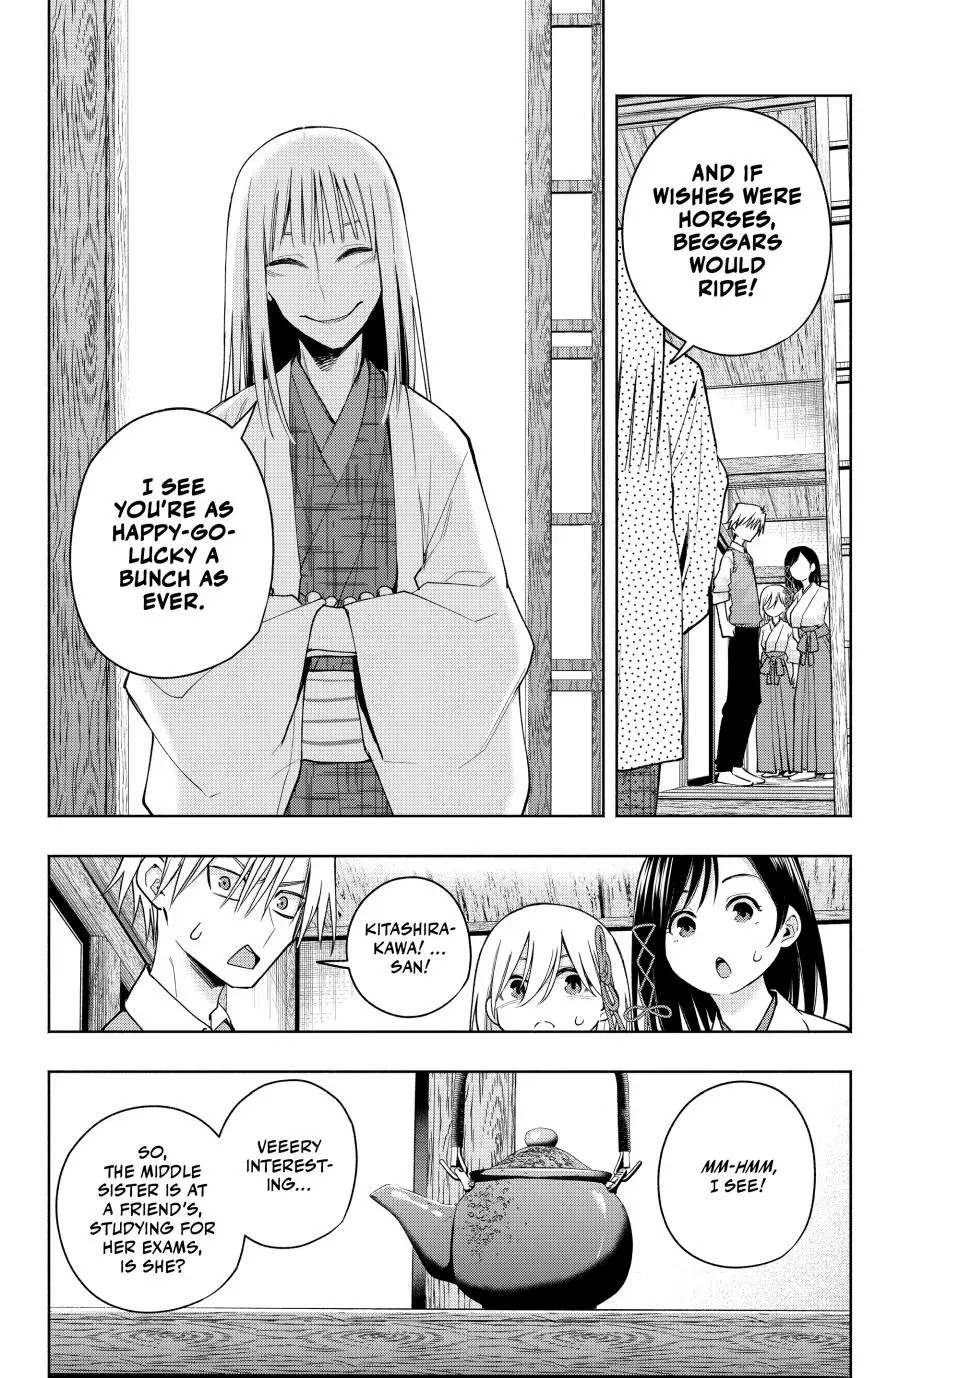 AND IF
WISHES WERE
HORSES,
BEGGARS
WOULD
RIDE!
I SEE
YOU'RE AS
HAPPY-GO-
LUCKY A
BUNCH AS
EVER.
KITASHIRA-
KAWA! ...
SAN!
MM-HMM,
I SEE!
VEEERY
INTEREST-
ING...
SO,
THE MIDDLE
SISTER IS AT
A FRIEND'S,
STUDYING FOR
HER EXAMS,
IS SHE?